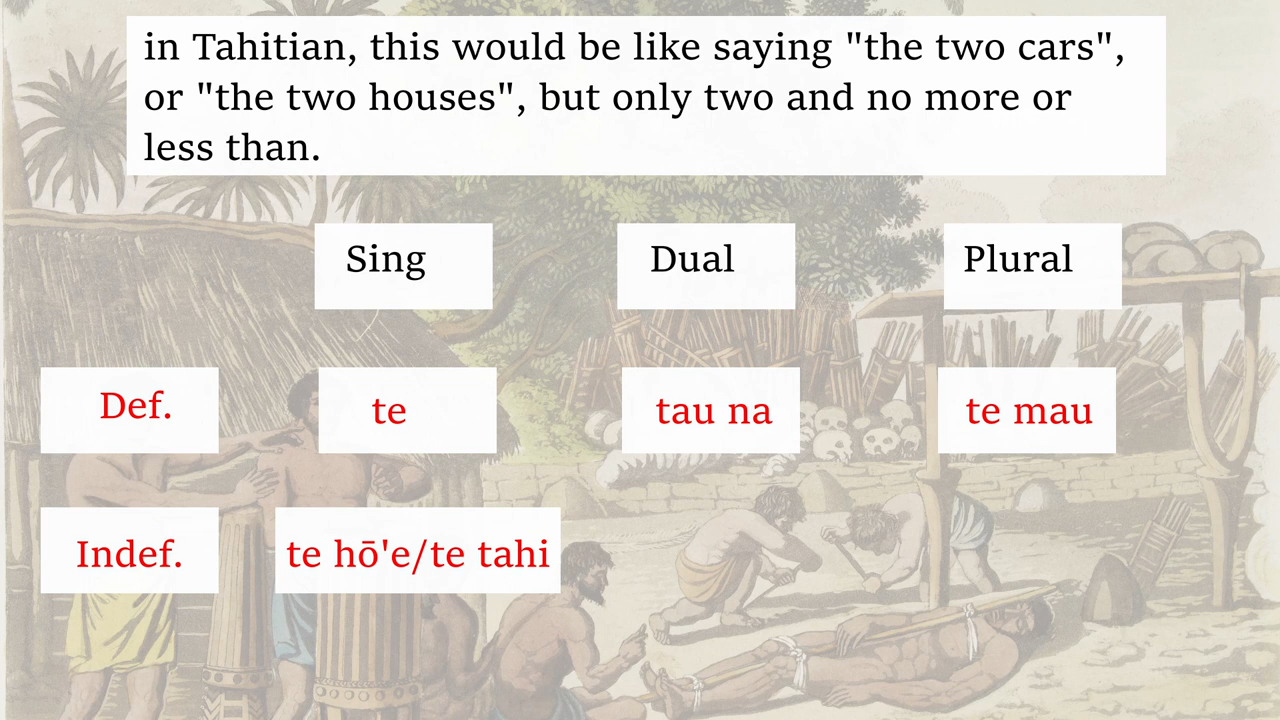 in Tahitian, this would be like saying "the two cars",
or "the two houses", but only two and no more or
less than.
Sing Dual Plural
Def. te tau na te mau
Indef. te hō'e/te tahi